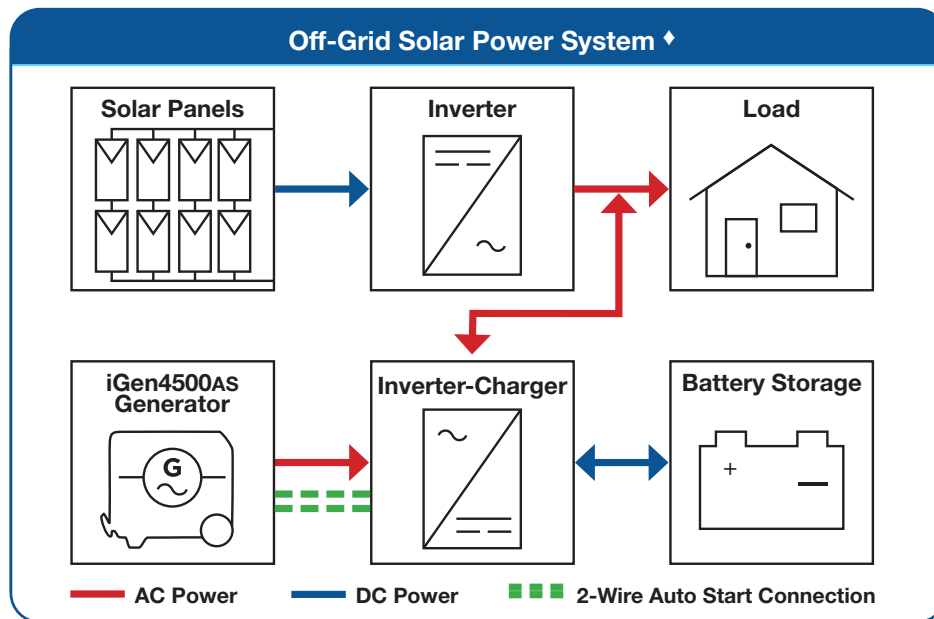 Off-Grid Solar Power System ♦
Solar Panels
Inverter
Load
iGen4500AS
Generator
G
Inverter-Charger
Battery Storage
+
−
AC Power
DC Power
2-Wire Auto Start Connection